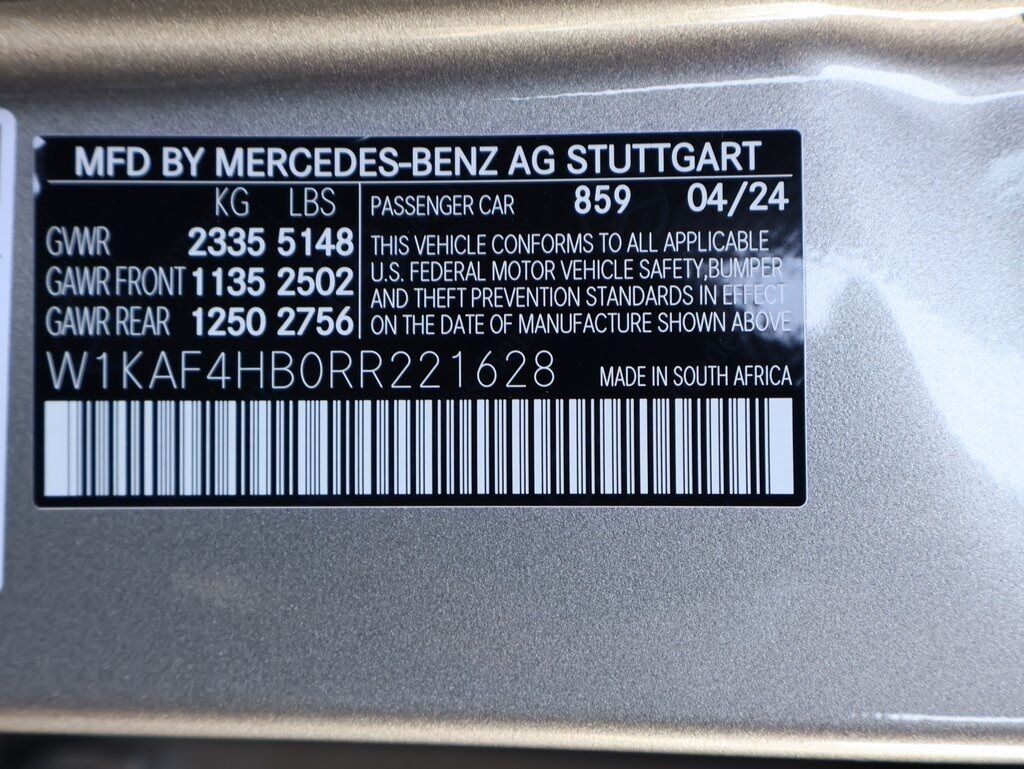 MFD BY MERCEDES-BENZ AG STUTTGART
KG LBS
GVWR 2335 5148
GAWR FRONT 1135 2502
GAWR REAR 1250 2756
PASSENGER CAR 859 04/24
THIS VEHICLE CONFORMS TO ALL APPLICABLE
U.S. FEDERAL MOTOR VEHICLE SAFETY,BUMPER
AND THEFT PREVENTION STANDARDS IN EFFECT
ON THE DATE OF MANUFACTURE SHOWN ABOVE
W1KAF4HB0RR221628 MADE IN SOUTH AFRICA